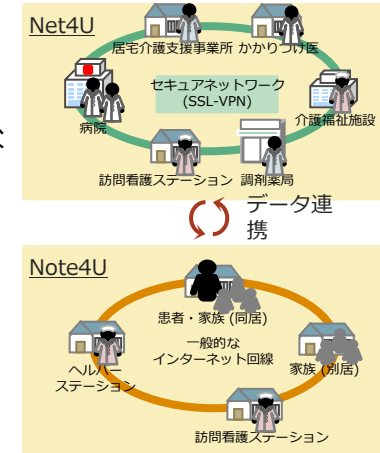 Net4U
居宅介護支援事業所 かかりつけ医
セキュアネットワーク
(SSL-VPN)
病院
介護福祉施設
訪問看護ステーション 調剤薬局
データ連
携
Note4U
患者・家族 (同居)
一般的な
インターネット回線
ヘルパー
ステーション
家族 (別居)
訪問看護ステーション